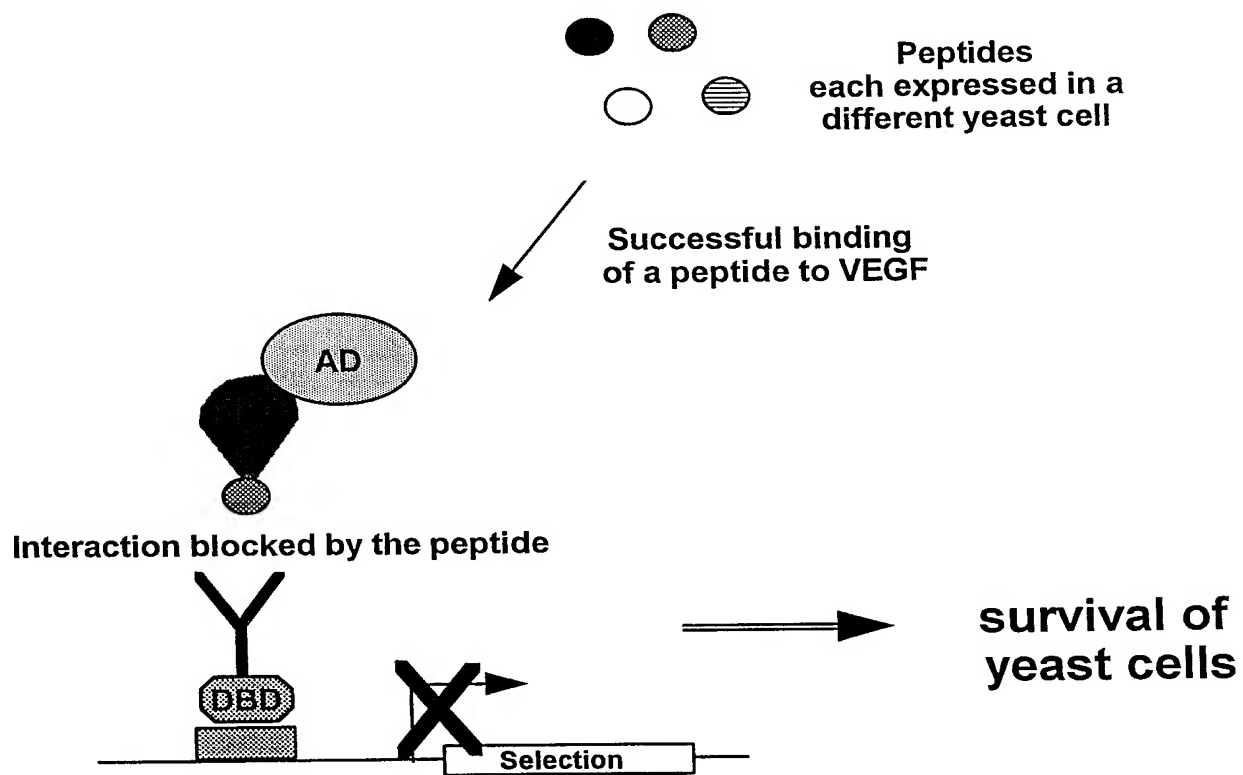 Peptides
each expressed in a
different yeast cell
Successful binding
of a peptide to VEGF
AD
Interaction blocked by the peptide
DBD
survival of
yeast cells
Selection